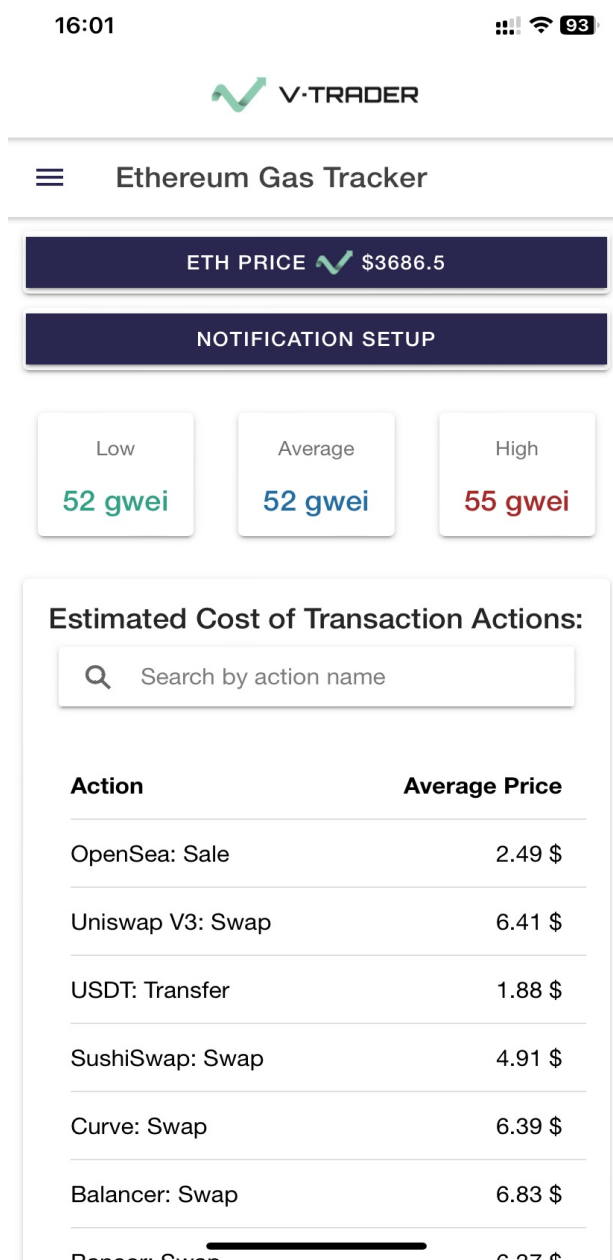 16:01
93
V-TRADER
Ethereum Gas Tracker
ETH PRICE $3686.5
NOTIFICATION SETUP
Low Average High
52 gwei 52 gwei 55 gwei
Estimated Cost of Transaction Actions:
Search by action name
Action Average Price
OpenSea: Sale 2.49 $
Uniswap V3: Swap 6.41 $
USDT: Transfer 1.88 $
SushiSwap: Swap 4.91 $
Curve: Swap 6.39 $
Balancer: Swap 6.83 $